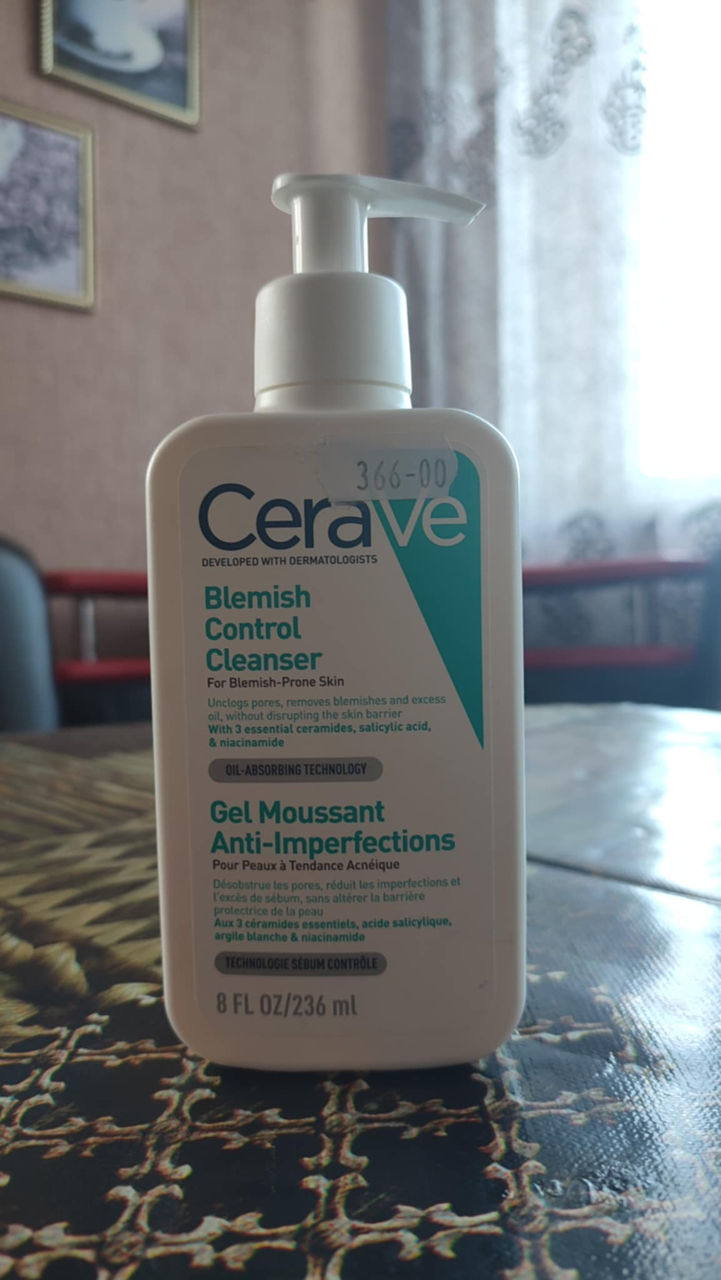 366-00
CeraVe
DEVELOPED WITH DERMATOLOGISTS
Blemish
Control
Cleanser
For Blemish-Prone Skin
Unclogs pores, removes blemishes and excess
oil, without disrupting the skin barrier
With 3 essential ceramides, salicylic acid,
& niacinamide
OIL-ABSORBING TECHNOLOGY
Gel Moussant
Anti-Imperfections
Pour Peaux à Tendance Acnéique
Désobstrue les pores, réduit les imperfections et
l'excès de sébum, sans altérer la barrière
protectrice de la peau
Aux 3 céramides essentiels, acide salicylique,
argile blanche & niacinamide
TECHNOLOGIE SÉBUM CONTRÔLE
8 FL OZ/236 ml